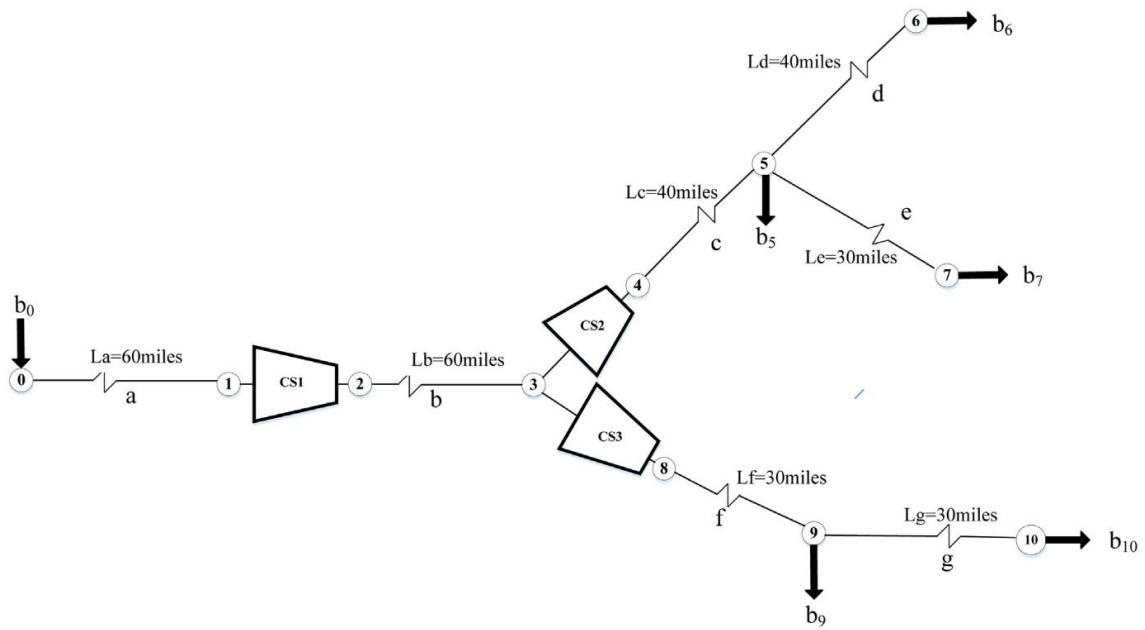 6
b6
Ld=40miles
d
5
Lc=40miles
c
b5
e
Le=30miles
7
b7
4
CS2
b0
La=60miles
0
a
1
CS1
2
Lb=60miles
b
3
CS3
8
Lf=30miles
f
9
Lg=30miles
g
10
b10
b9